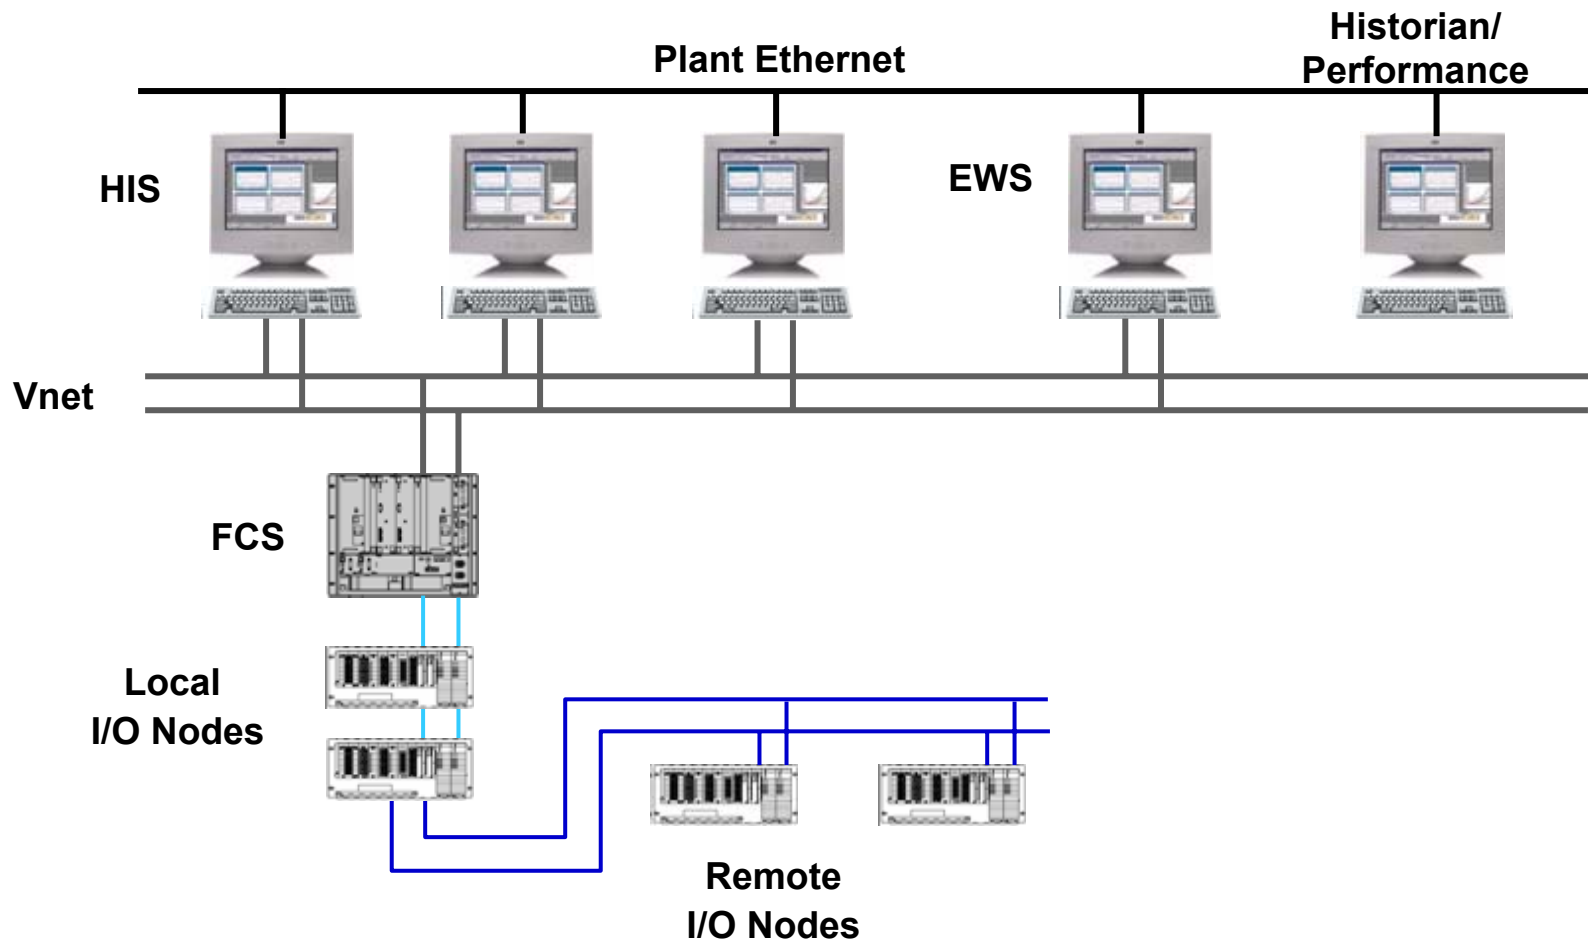 Historian/
Performance
Plant Ethernet
HIS
EWS
Vnet
FCS
Local
I/O Nodes
Remote
I/O Nodes